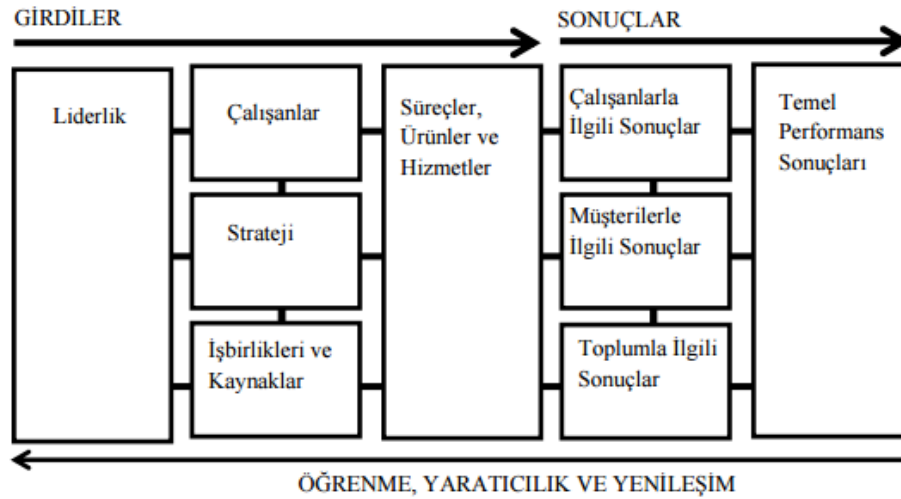 GİRDİLER
SONUÇLAR
Liderlik
Çalışanlar
Strateji
İşbirlikleri ve
Kaynaklar
Süreçler,
Ürünler ve
Hizmetler
Çalışanlarla
İlgili Sonuçlar
Müşterilerle
İlgili Sonuçlar
Toplumla İlgili
Sonuçlar
Temel
Performans
Sonuçları
ÖĞRENME, YARATICILIK VE YENİLEŞİM